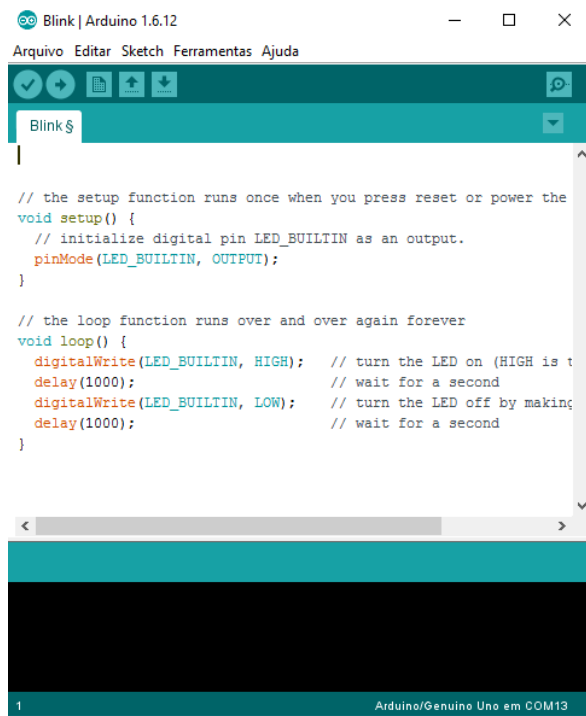 Blink | Arduino 1.6.12
Arquivo Editar Sketch Ferramentas Ajuda
Blink §
// the setup function runs once when you press reset or power the
void setup() {
  // initialize digital pin LED_BUILTIN as an output.
  pinMode(LED_BUILTIN, OUTPUT);
}
// the loop function runs over and over again forever
void loop() {
  digitalWrite(LED_BUILTIN, HIGH);   // turn the LED on (HIGH is t
  delay(1000);                       // wait for a second
  digitalWrite(LED_BUILTIN, LOW);    // turn the LED off by making
  delay(1000);                       // wait for a second
}
1 Arduino/Genuino Uno em COM13